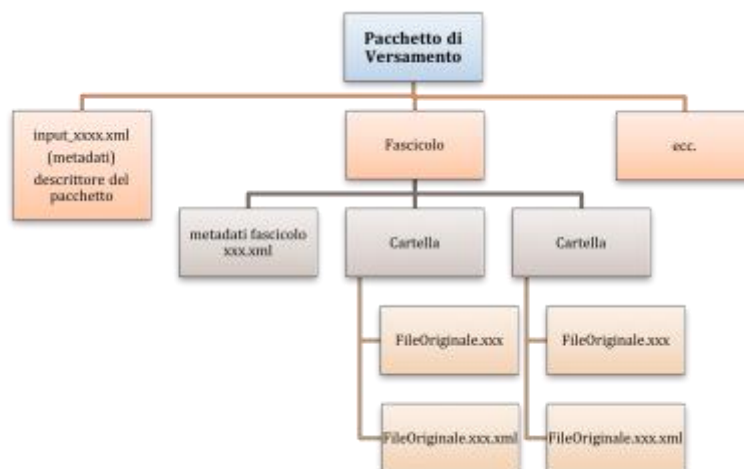 Pacchetto di
Versamento
input_xxxx.xml
(metadati)
descrittore del
pacchetto
Fascicolo
ecc.
metadati fascicolo
xxx.xml
Cartella
Cartella
FileOriginale.xxx
FileOriginale.xxx
FileOriginale.xxx.xml
FileOriginale.xxx.xml